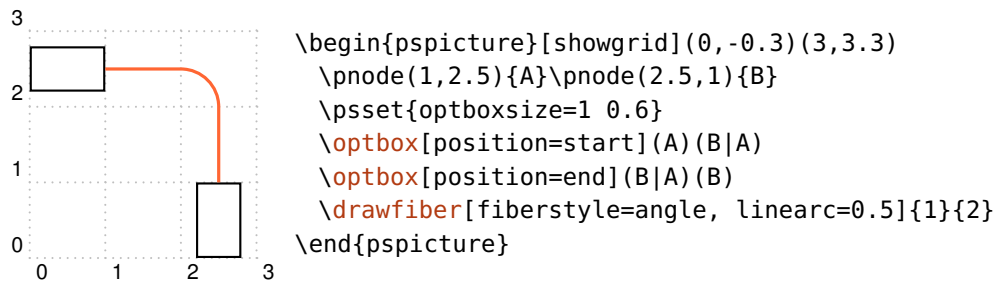 3
2
1
0
0 1 2 3
\begin{pspicture}[showgrid](0,-0.3)(3,3.3)
\pnode(1,2.5){A}\pnode(2.5,1){B}
\psset{optboxsize=1 0.6}
\optbox[position=start](A)(B|A)
\optbox[position=end](B|A)(B)
\drawfiber[fiberstyle=angle, linearc=0.5]{1}{2}
\end{pspicture}